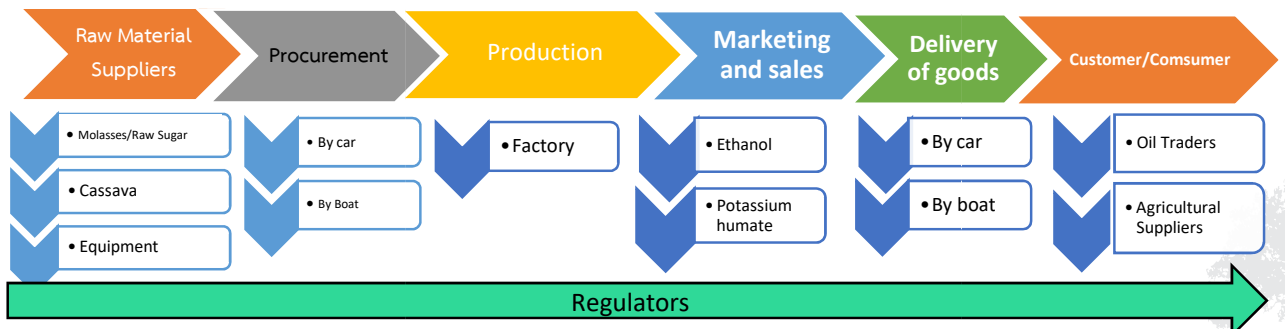 Raw Material
Suppliers
Procurement
Production
Marketing
and sales
Delivery
of goods
Customer/Comsumer
• Molasses/Raw Sugar
• Cassava
• Equipment
• By car
• By Boat
• Factory
• Ethanol
• Potassium
humate
• By car
• By boat
• Oil Traders
• Agricultural
Suppliers
Regulators